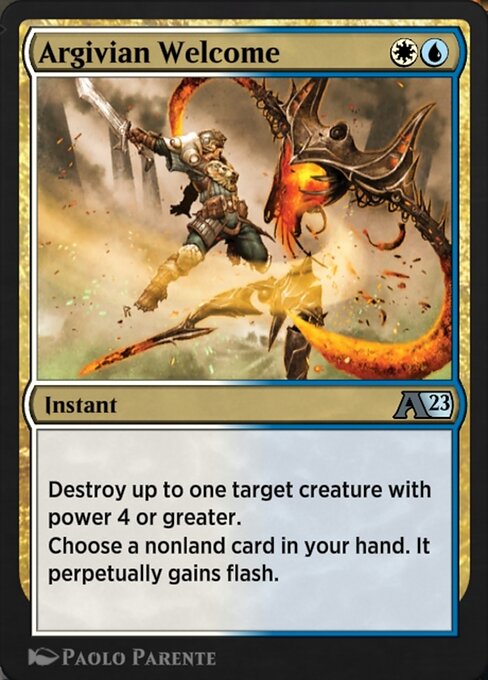 Argivian Welcome
Instant
A23
Destroy up to one target creature with
power 4 or greater.
Choose a nonland card in your hand. It
perpetually gains flash.
Paolo Parente